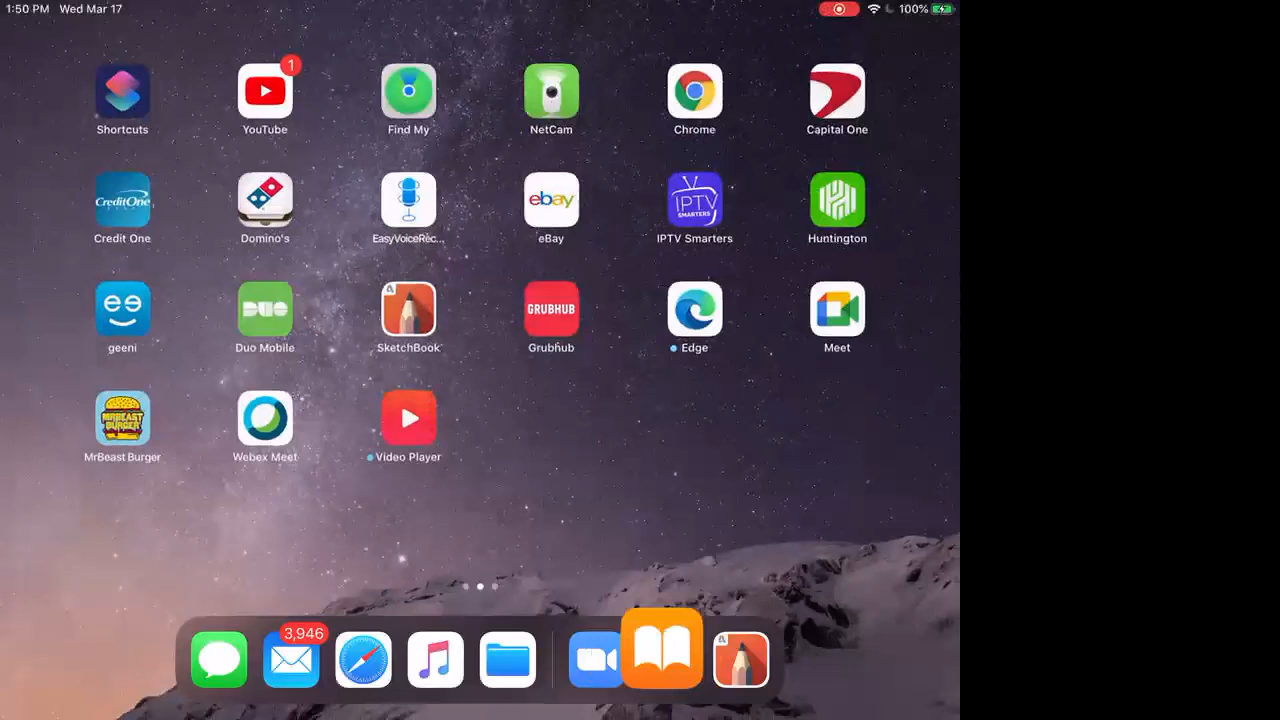 1:50 PM Wed Mar 17
100%
1
Shortcuts
YouTube
Find My
NetCam
Chrome
Capital One
CreditOne
ebay
IPTV
SMARTERS
Credit One
Domino's
EasyVoiceRec...
eBay
IPTV Smarters
Huntington
DUO
GRUBHUB
geeni
Duo Mobile
SketchBook
Grubhub
Edge
Meet
MRBEAST
BURGER
MrBeast Burger
Webex Meet
Video Player
3,946